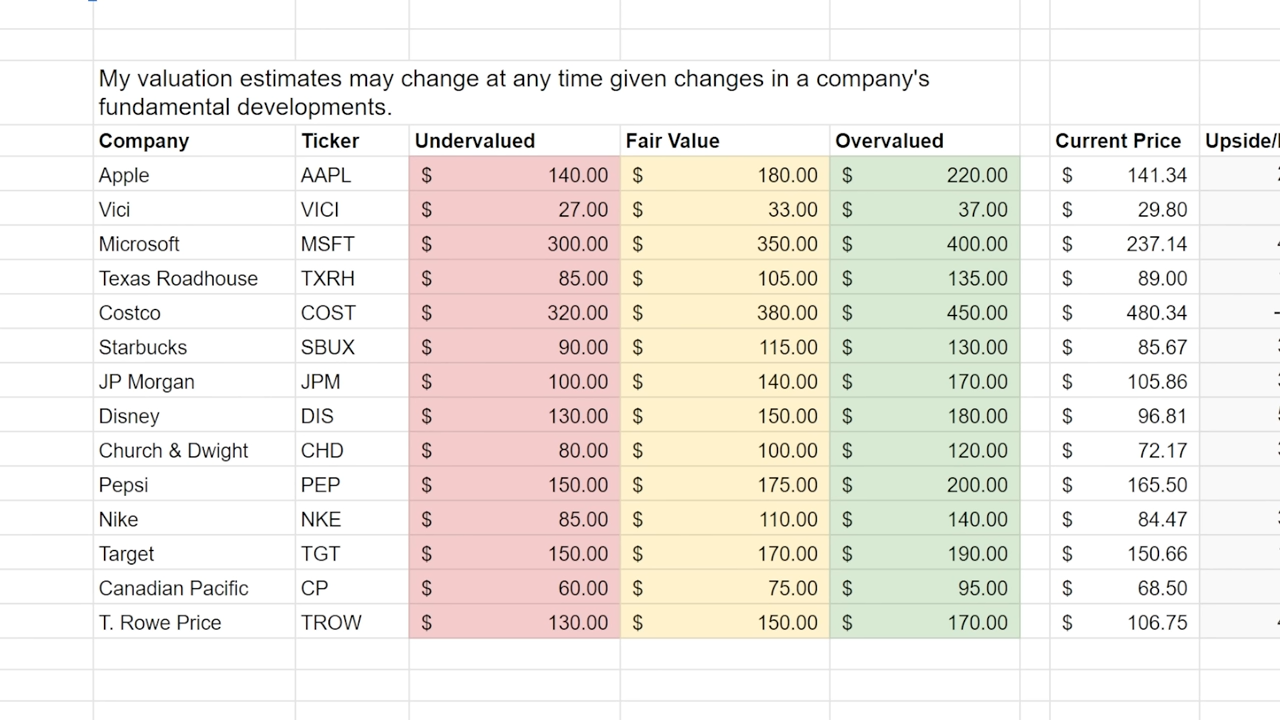 My valuation estimates may change at any time given changes in a company's
fundamental developments.
Company Ticker Undervalued Fair Value Overvalued Current Price Upside/
Apple AAPL $ 140.00 $ 180.00 $ 220.00 $ 141.34
Vici VICI $ 27.00 $ 33.00 $ 37.00 $ 29.80
Microsoft MSFT $ 300.00 $ 350.00 $ 400.00 $ 237.14
Texas Roadhouse TXRH $ 85.00 $ 105.00 $ 135.00 $ 89.00
Costco COST $ 320.00 $ 380.00 $ 450.00 $ 480.34
Starbucks SBUX $ 90.00 $ 115.00 $ 130.00 $ 85.67
JP Morgan JPM $ 100.00 $ 140.00 $ 170.00 $ 105.86
Disney DIS $ 130.00 $ 150.00 $ 180.00 $ 96.81
Church & Dwight CHD $ 80.00 $ 100.00 $ 120.00 $ 72.17
Pepsi PEP $ 150.00 $ 175.00 $ 200.00 $ 165.50
Nike NKE $ 85.00 $ 110.00 $ 140.00 $ 84.47
Target TGT $ 150.00 $ 170.00 $ 190.00 $ 150.66
Canadian Pacific CP $ 60.00 $ 75.00 $ 95.00 $ 68.50
T. Rowe Price TROW $ 130.00 $ 150.00 $ 170.00 $ 106.75